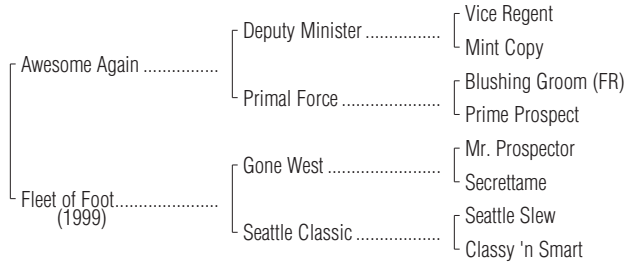 Vice Regent
Deputy Minister ..................
Mint Copy
Awesome Again ...............
Blushing Groom (FR)
Primal Force ....................
Prime Prospect
Mr. Prospector
Gone West .......................
Secrettame
Fleet of Foot.....................
(1999)
Seattle Slew
Seattle Classic .................
Classy 'n Smart